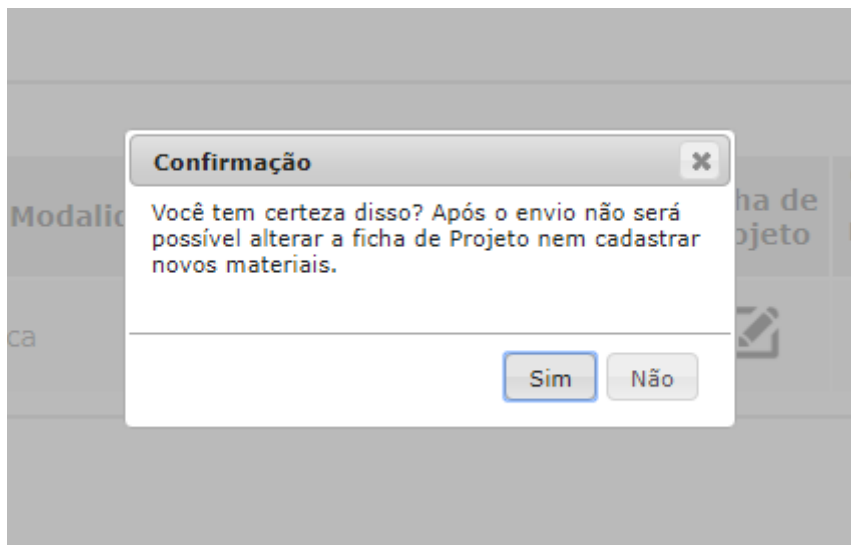 Confirmação
Você tem certeza disso? Após o envio não será
possível alterar a ficha de Projeto nem cadastrar
novos materiais.
Sim Não
ha de
ojeto
Modalid
ca